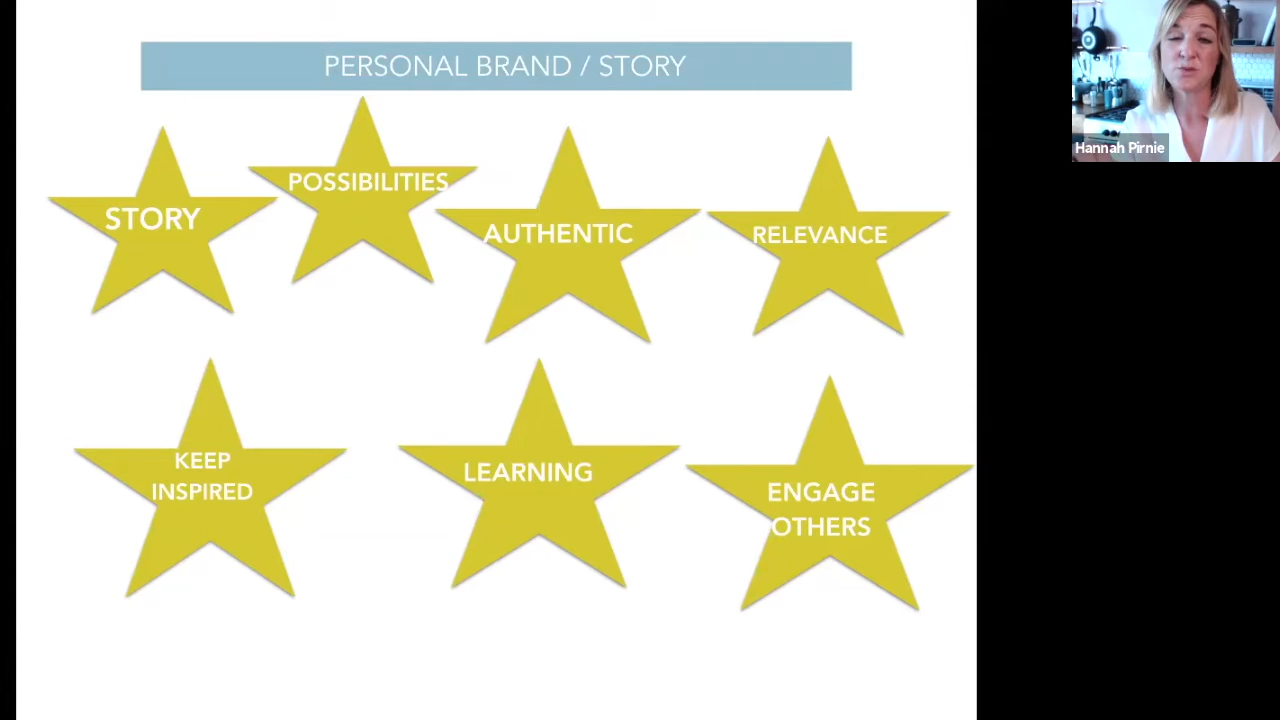 PERSONAL BRAND / STORY
STORY
POSSIBILITIES
AUTHENTIC
RELEVANCE
KEEP
INSPIRED
LEARNING
ENGAGE
OTHERS
Hannah Pirnie